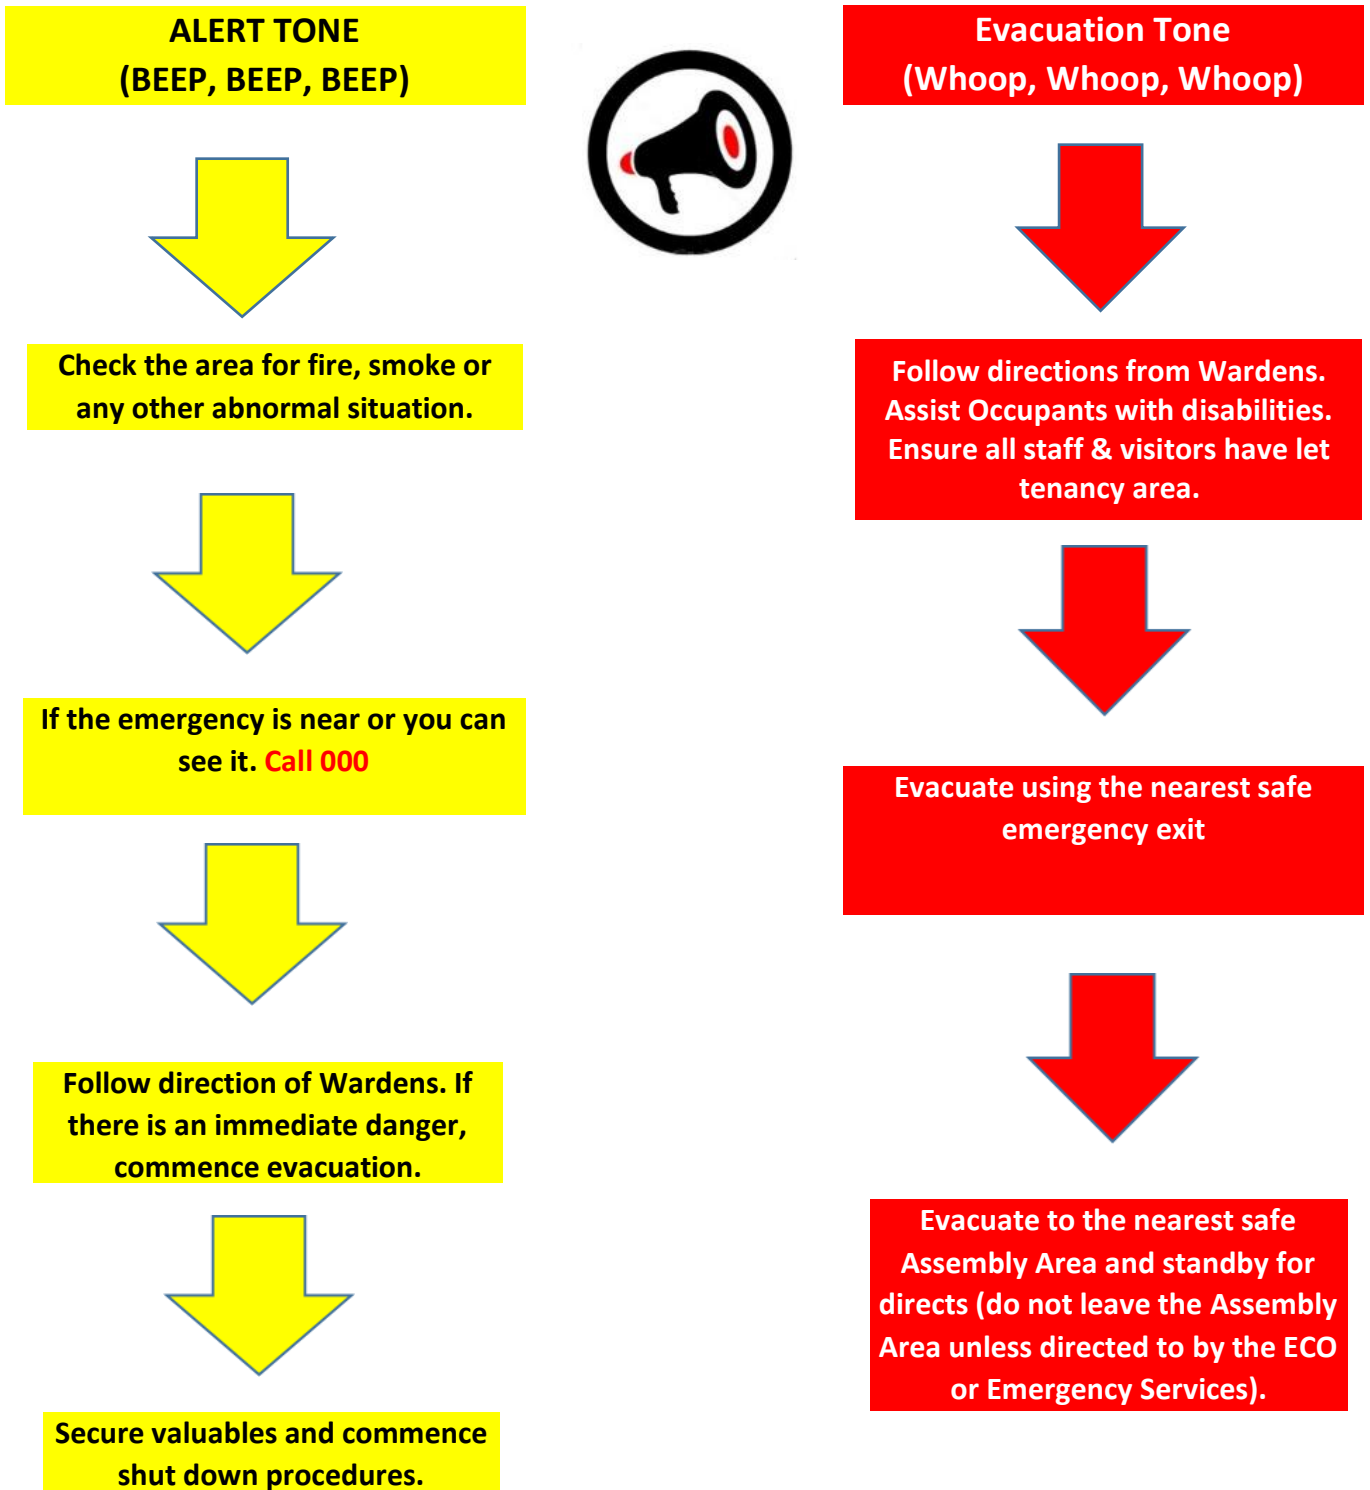 ALERT TONE
(BEEP, BEEP, BEEP)
Check the area for fire, smoke or
any other abnormal situation.
If the emergency is near or you can
see it. Call 000
Follow direction of Wardens. If
there is an immediate danger,
commence evacuation.
Secure valuables and commence
shut down procedures.
Evacuation Tone
(Whoop, Whoop, Whoop)
Follow directions from Wardens.
Assist Occupants with disabilities.
Ensure all staff & visitors have let
tenancy area.
Evacuate using the nearest safe
emergency exit
Evacuate to the nearest safe
Assembly Area and standby for
directs (do not leave the Assembly
Area unless directed to by the ECO
or Emergency Services).